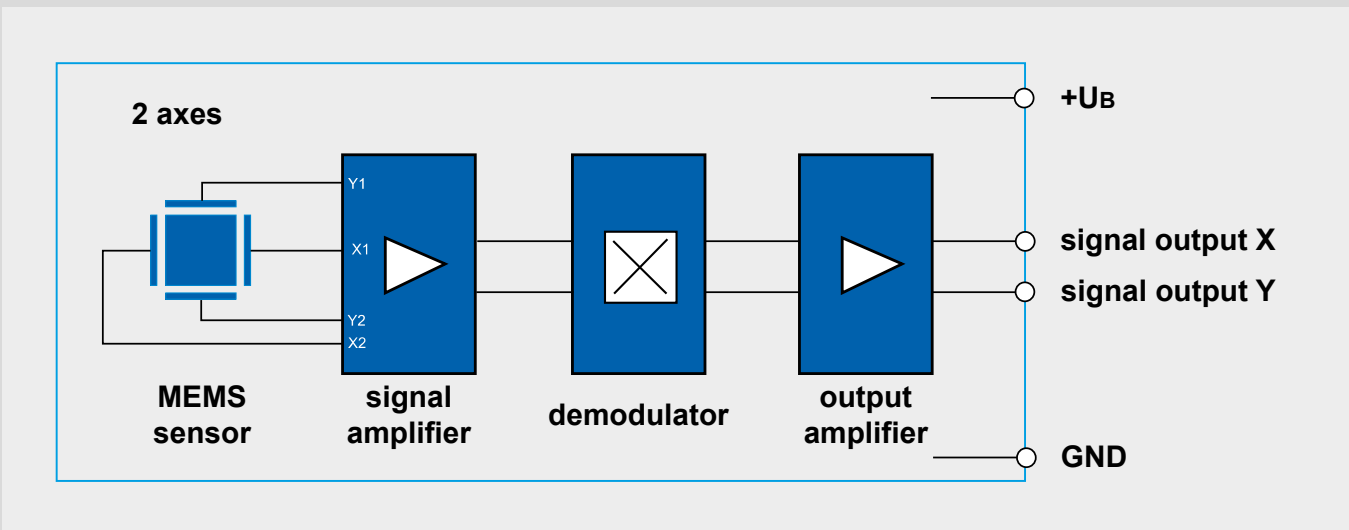 2 axes
+UB
Y1
X1
Y2
X2
signal output X
signal output Y
MEMS
sensor
signal
amplifier
demodulator
output
amplifier
GND